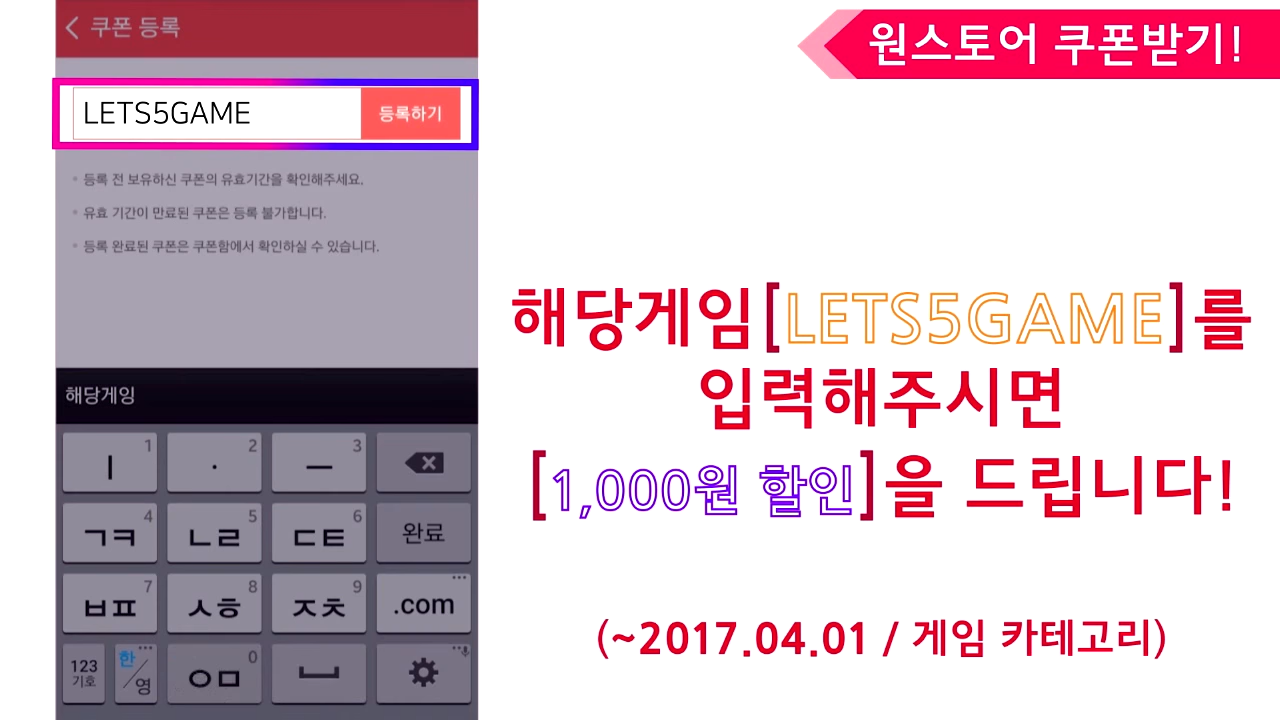 쿠폰 등록
원스토어 쿠폰받기!
LETS5GAME
등록하기
• 등록 전 보유하신 쿠폰의 유효기간을 확인해주세요.
• 유효 기간이 만료된 쿠폰은 등록 불가합니다.
• 등록 완료된 쿠폰은 쿠폰함에서 확인하실 수 있습니다.
해당게임[LETS5GAME]를
입력해주시면
[1,000원 할인]을 드립니다!
(~2017.04.01 / 게임 카테고리)
해당게잉
ㅣ 1 · 2 ㅡ 3
ㄱㅋ 4 ㄴㄹ 5 ㄷㅌ 6 완료
ㅂㅍ 7 ㅅㅎ 8 ㅈㅊ 9 .com
123 기호 한/영 ㅇㅁ 0